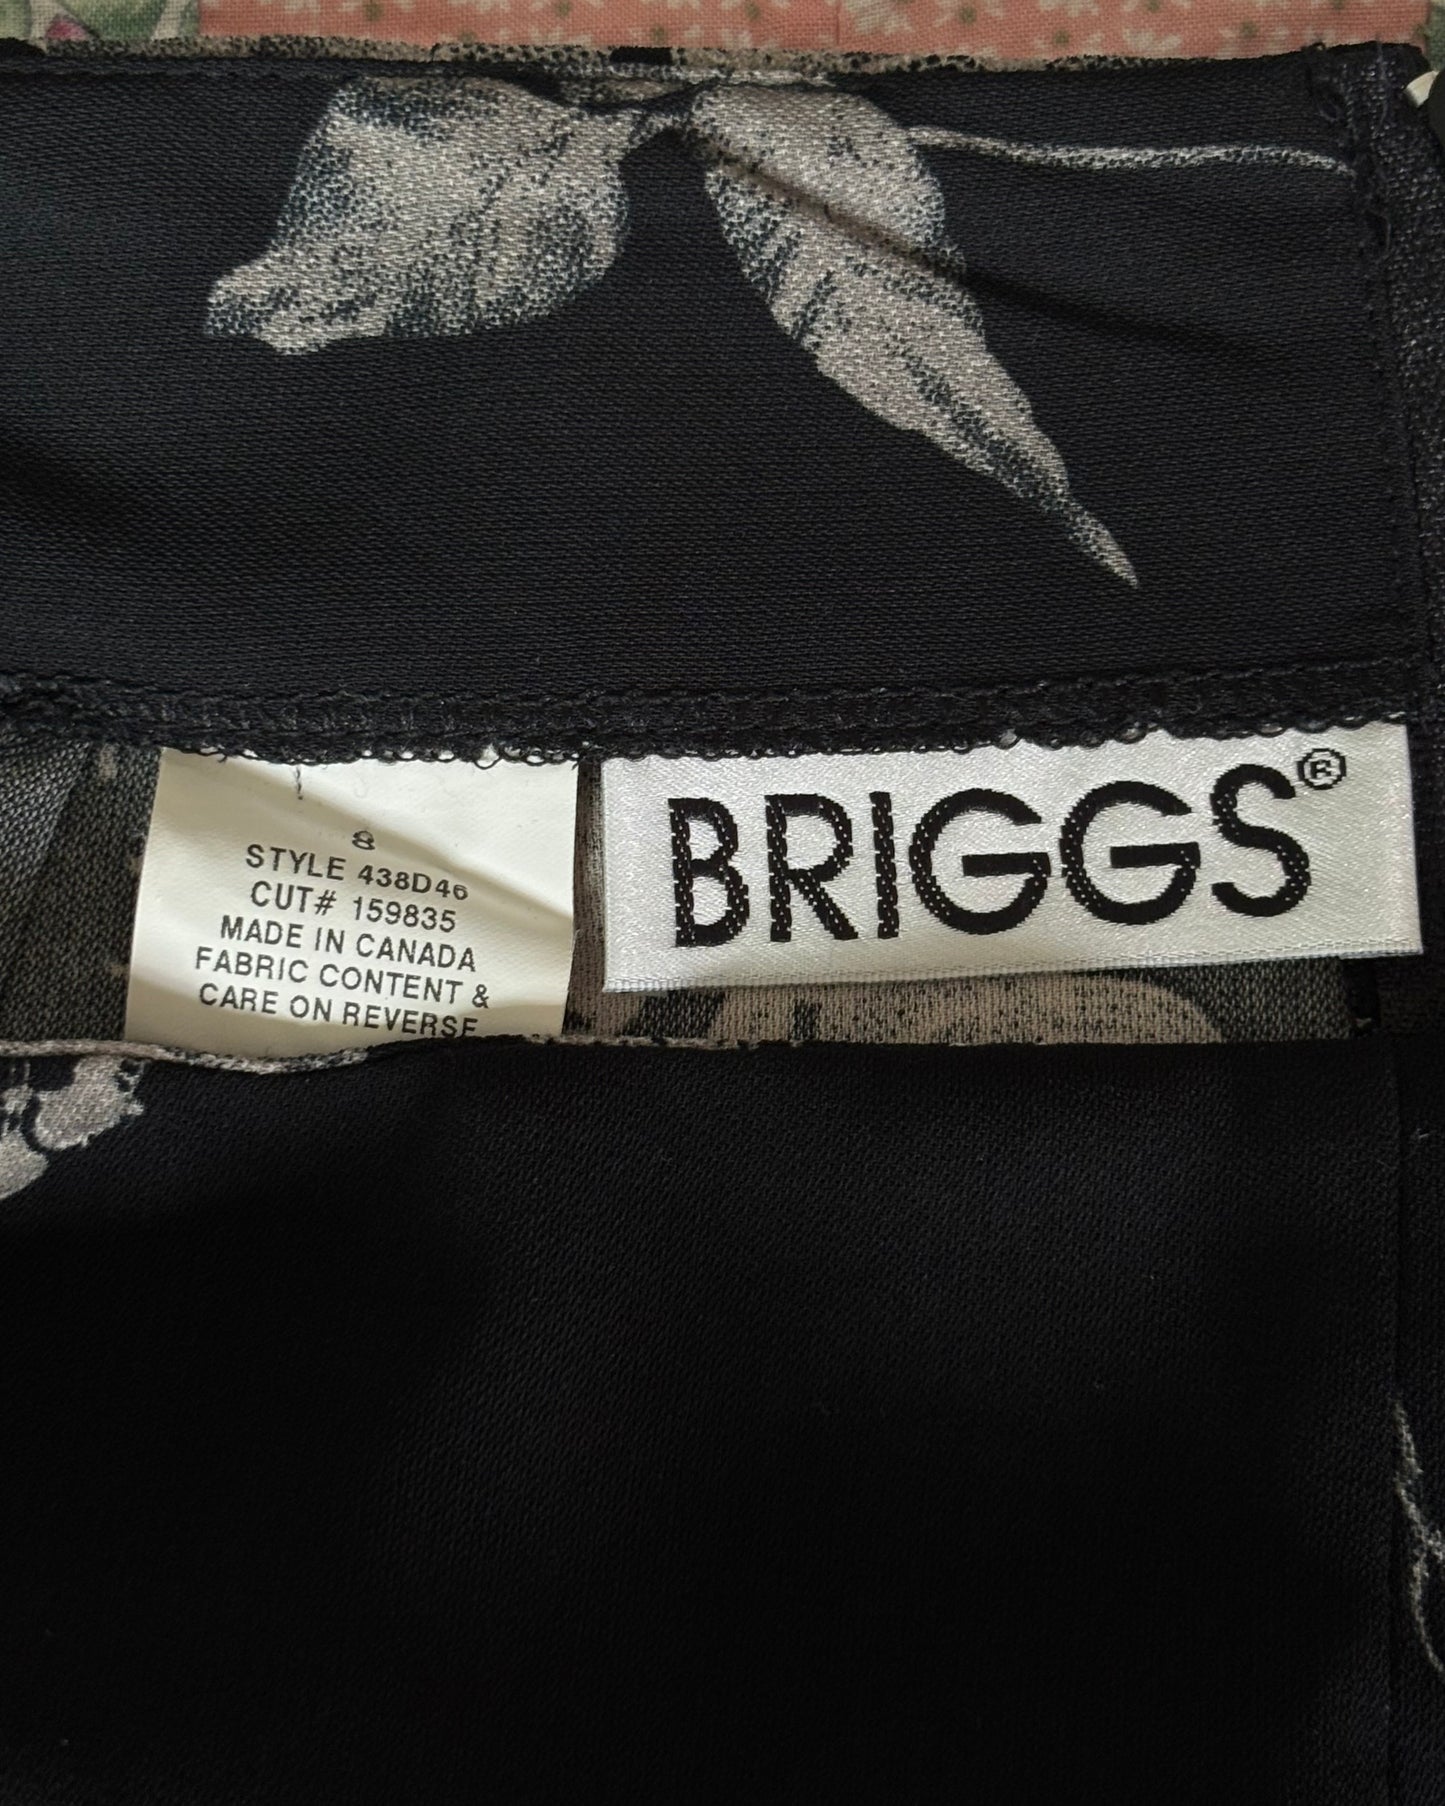 8
STYLE 438D46
CUT# 159835
MADE IN CANADA
FABRIC CONTENT &
CARE ON REVERSE
BRIGGS®